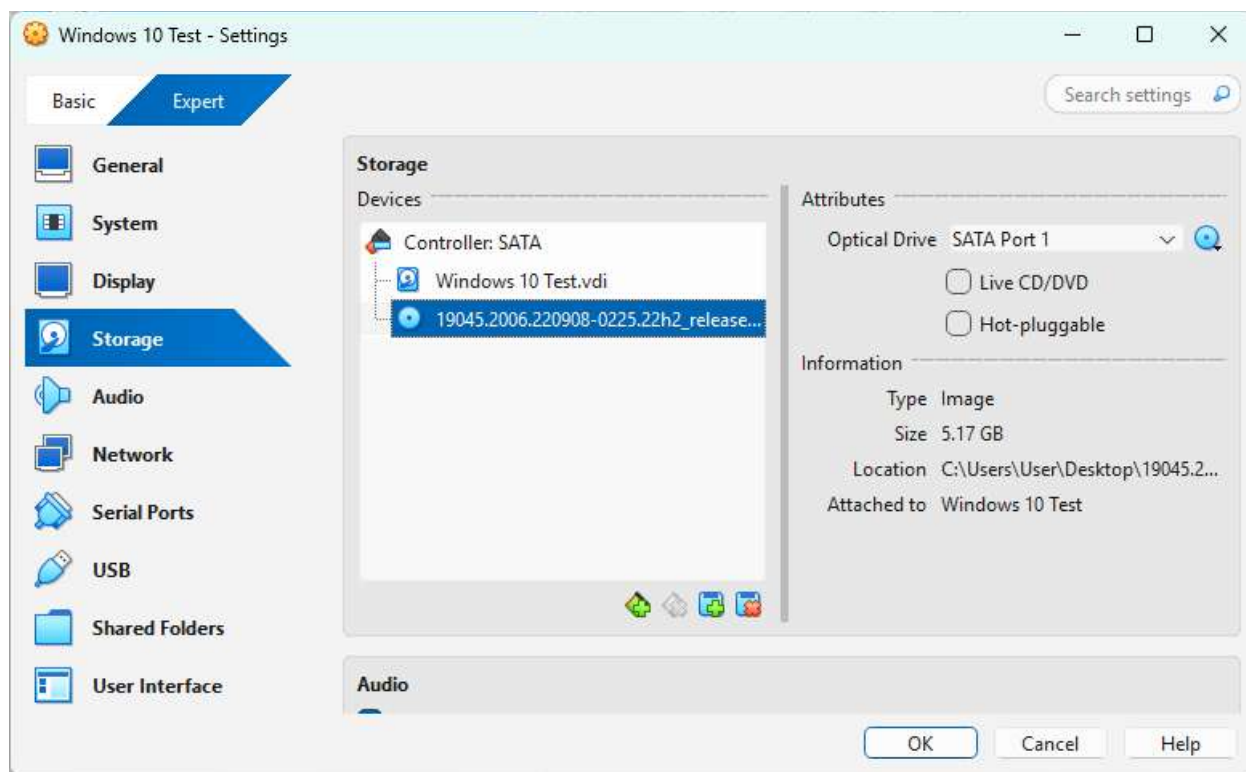 Windows 10 Test - Settings
Basic
Expert
Search settings
General
System
Display
Storage
Audio
Network
Serial Ports
USB
Shared Folders
User Interface
Storage
Devices
Controller: SATA
Windows 10 Test.vdi
19045.2006.220908-0225.22h2_release...
Attributes
Optical Drive SATA Port 1
Live CD/DVD
Hot-pluggable
Information
Type Image
Size 5.17 GB
Location C:\Users\User\Desktop\19045.2...
Attached to Windows 10 Test
Audio
OK
Cancel
Help